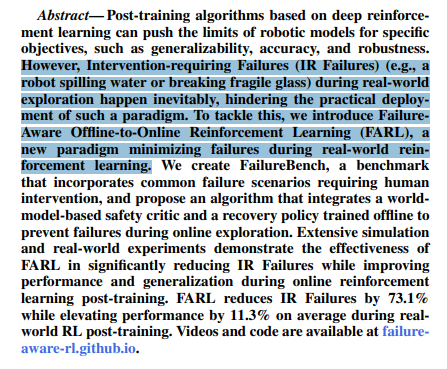 Abstract— Post-training algorithms based on deep reinforce-
ment learning can push the limits of robotic models for specific
objectives, such as generalizability, accuracy, and robustness.
However, Intervention-requiring Failures (IR Failures) (e.g., a
robot spilling water or breaking fragile glass) during real-world
exploration happen inevitably, hindering the practical deploy-
ment of such a paradigm. To tackle this, we introduce Failure-
Aware Offline-to-Online Reinforcement Learning (FARL), a
new paradigm minimizing failures during real-world rein-
forcement learning. We create FailureBench, a benchmark
that incorporates common failure scenarios requiring human
intervention, and propose an algorithm that integrates a world-
model-based safety critic and a recovery policy trained offline to
prevent failures during online exploration. Extensive simulation
and real-world experiments demonstrate the effectiveness of
FARL in significantly reducing IR Failures while improving
performance and generalization during online reinforcement
learning post-training. FARL reduces IR Failures by 73.1%
while elevating performance by 11.3% on average during real-
world RL post-training. Videos and code are available at failure-
aware-rl.github.io.